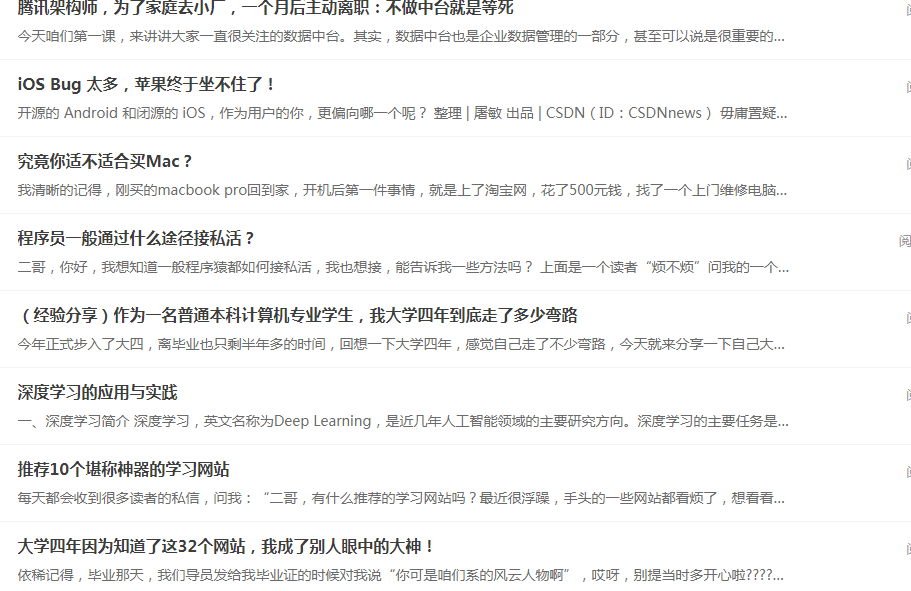 腾讯架构师，为了家庭去小厂，一个月后主动离职：不做中台就是等死
今天咱们第一课，来讲讲大家一直很关注的数据中台。其实，数据中台也是企业数据管理的一部分，甚至可以说是很重要的...
iOS Bug 太多，苹果终于坐不住了！
开源的 Android 和闭源的 iOS，作为用户的你，更偏向哪一个呢？ 整理 | 屠敏 出品 | CSDN（ID：CSDNnews） 毋庸置疑...
究竟你适不适合买Mac？
我清晰的记得，刚买的macbook pro回到家，开机后第一件事情，就是上了淘宝网，花了500元钱，找了一个上门维修电脑...
程序员一般通过什么途径接私活？
阅
二哥，你好，我想知道一般程序猿都如何接私活，我也想接，能告诉我一些方法吗？ 上面是一个读者“烦不烦”问我的一个...
（经验分享）作为一名普通本科计算机专业学生，我大学四年到底走了多少弯路
今年正式步入了大四，离毕业也只剩半年多的时间，回想一下大学四年，感觉自己走了不少弯路，今天就来分享一下自己大...
深度学习的应用与实践
一、深度学习简介 深度学习，英文名称为Deep Learning，是近几年人工智能领域的主要研究方向。深度学习的主要任务是...
推荐10个堪称神器的学习网站
每天都会收到很多读者的私信，问我：“二哥，有什么推荐的学习网站吗？最近很浮躁，手头的一些网站都看烦了，想看看...
大学四年因为知道了这32个网站，我成了别人眼中的大神！
依稀记得，毕业那天，我们导员发给我毕业证的时候对我说“你可是咱们系的风云人物啊”，哎呀，别提当时多开心啦????...